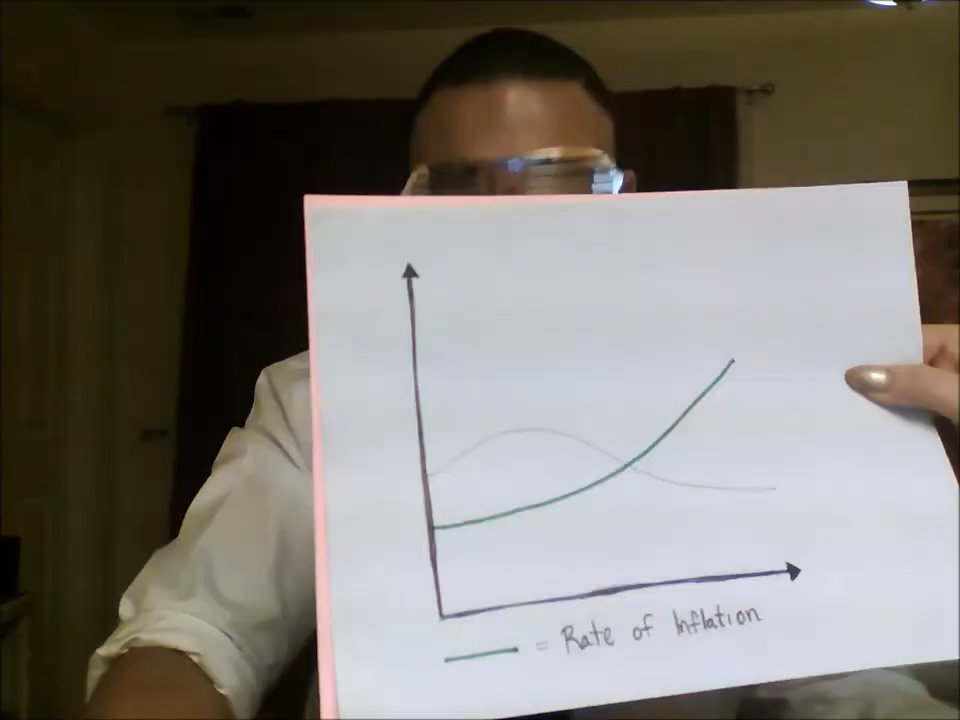 = Rate of Inflation